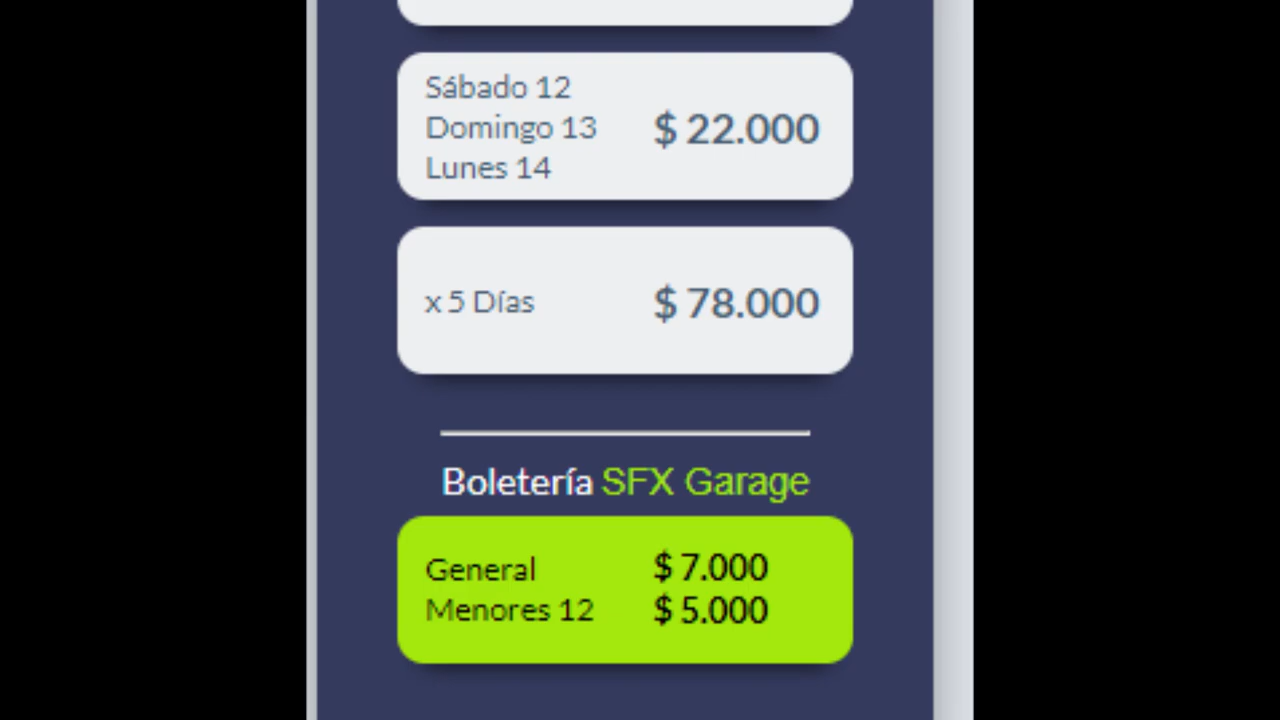 Sábado 12
Domingo 13
Lunes 14
$ 22.000
x 5 Días
$ 78.000
Boletería SFX Garage
General $ 7.000
Menores 12 $ 5.000